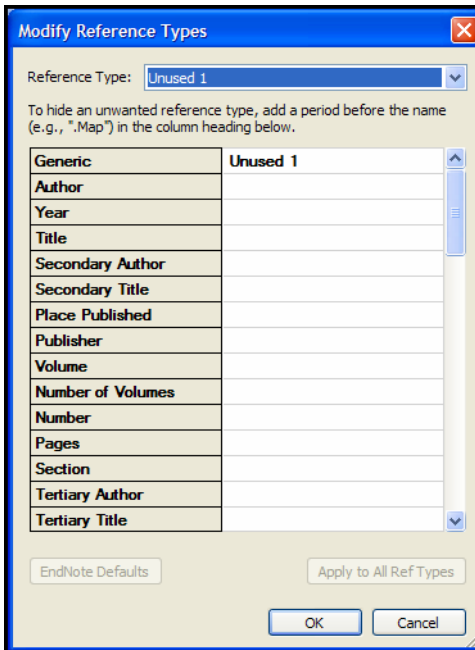 Modify Reference Types
Reference Type: Unused 1
To hide an unwanted reference type, add a period before the name
(e.g., ".Map") in the column heading below.
Generic Unused 1
Author
Year
Title
Secondary Author
Secondary Title
Place Published
Publisher
Volume
Number of Volumes
Number
Pages
Section
Tertiary Author
Tertiary Title
EndNote Defaults Apply to All Ref Types
OK Cancel